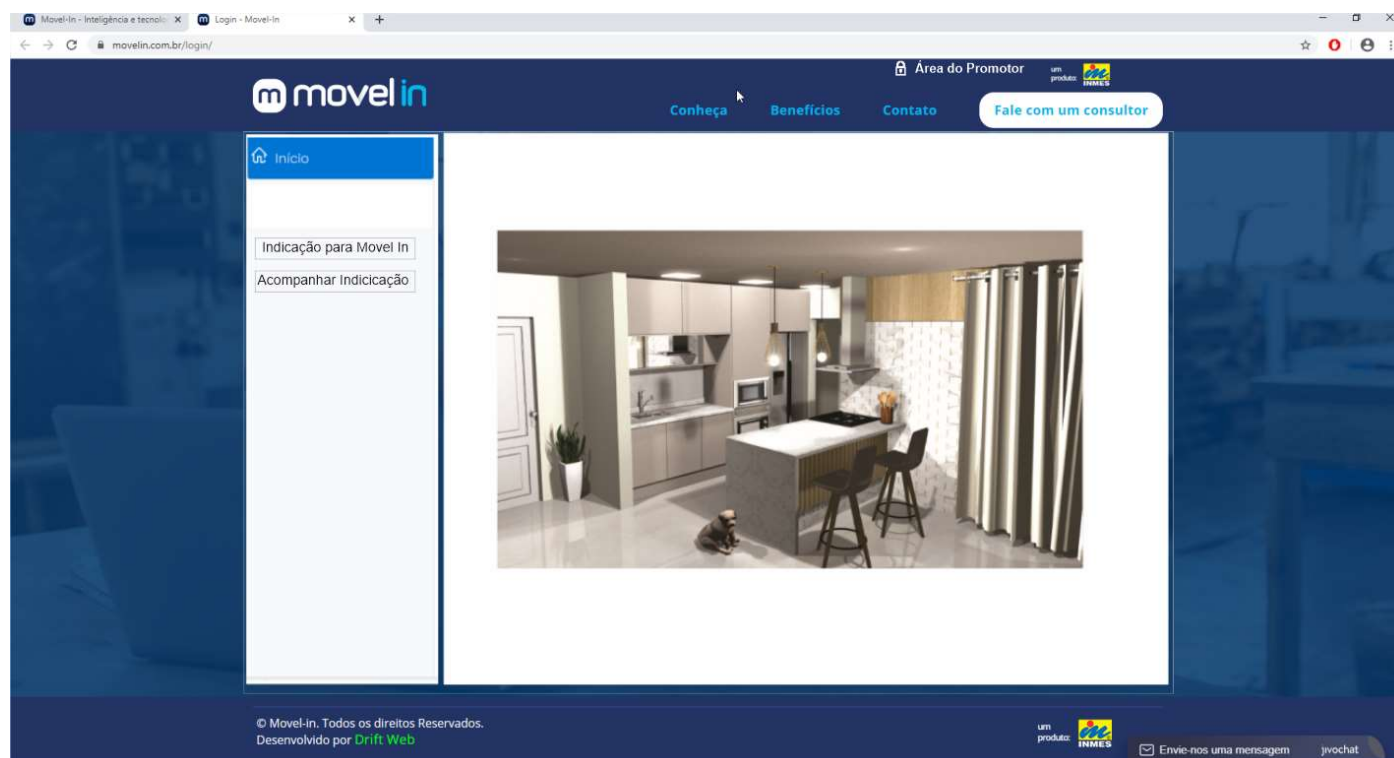 Movel-In - Inteligência e tecnolo
Login - Movel-In
movelin.com.br/login/
m movel in
Área do Promotor
um
produto:
INMES
Conheça
Benefícios
Contato
Fale com um consultor
Início
Indicação para Movel In
Acompanhar Indicicação
© Movel-in. Todos os direitos Reservados.
Desenvolvido por Drift Web
um
produto:
INMES
Envie-nos uma mensagem
jivochat